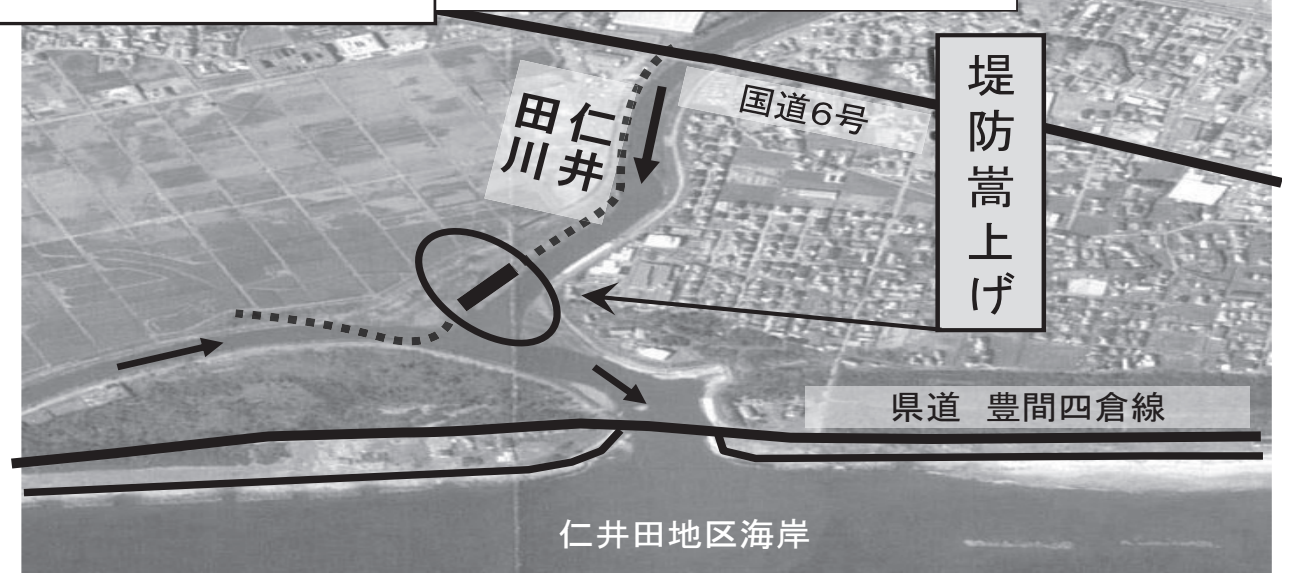 国道6号
堤防嵩上げ
仁井
田川
県道　豊間四倉線
仁井田地区海岸